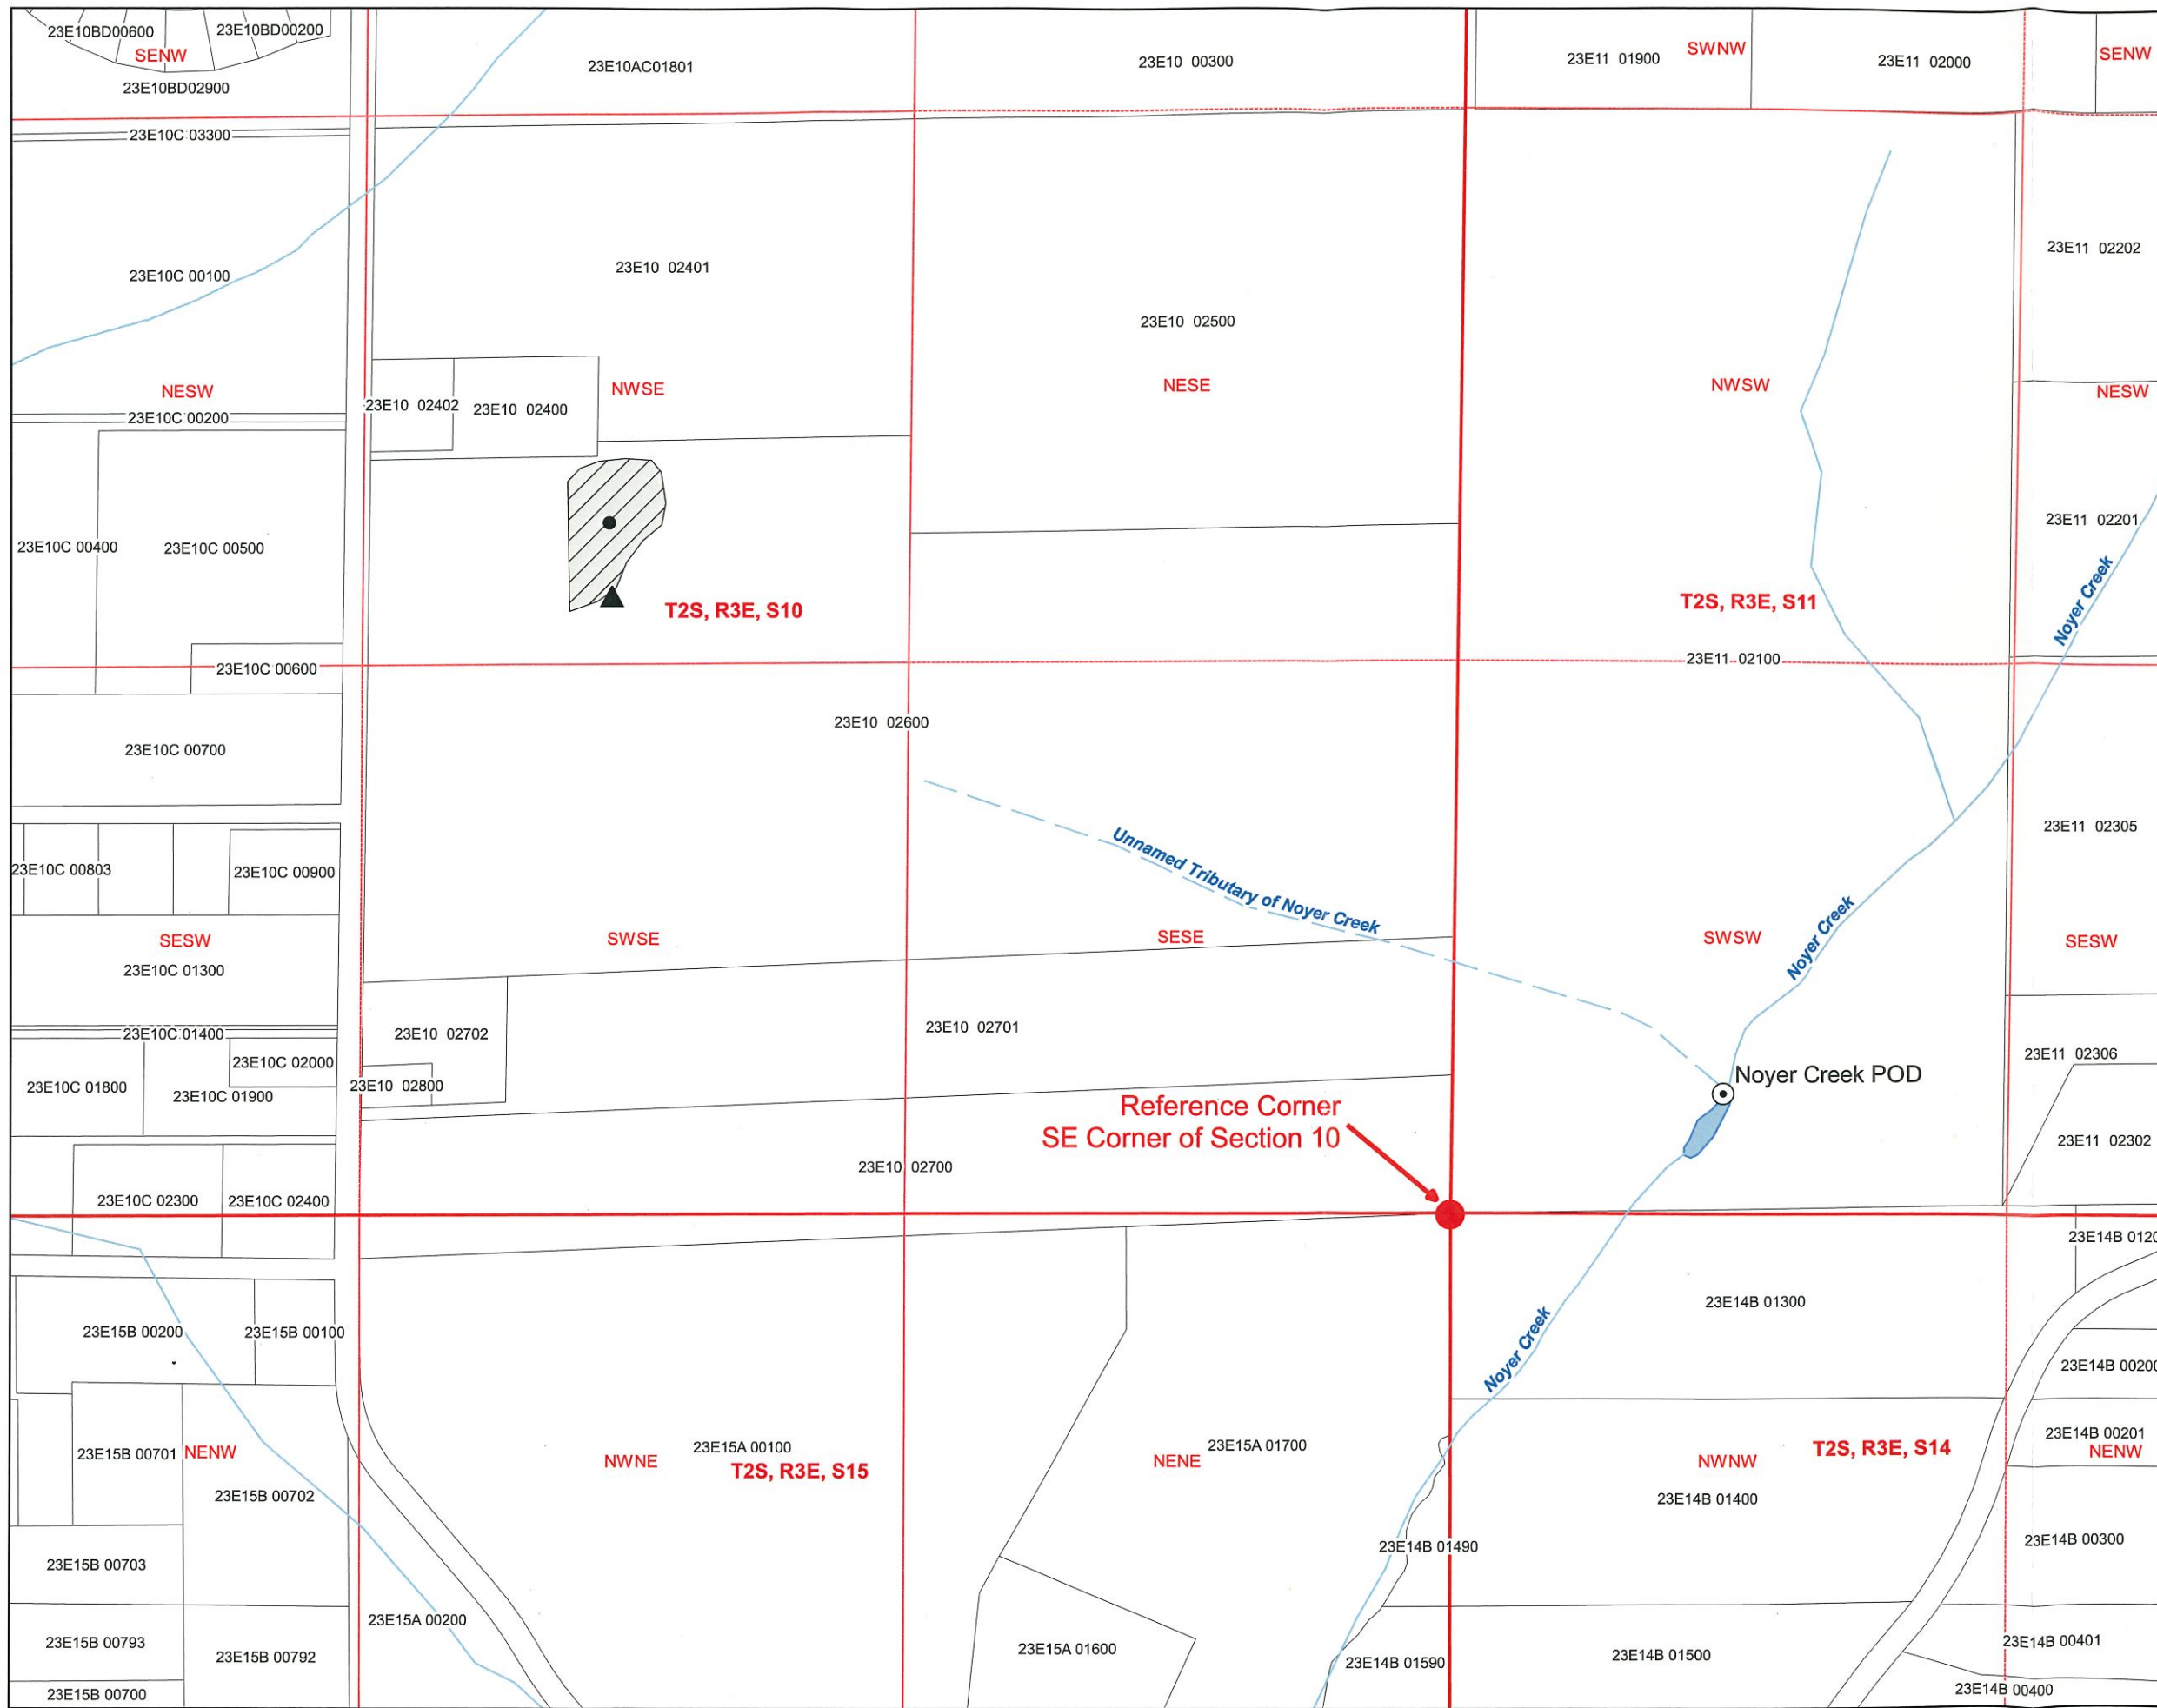 23E10BD00600
23E10BD00200
SENW
23E10BD02900
23E10AC01801
23E10 00300
23E11 01900
SWNW
23E11 02000
SENW
23E10C 03300
23E10C 00100
23E10 02401
23E10 02500
23E11 02202
NESW
23E10C 00200
23E10 02402
23E10 02400
NWSE
NESE
NWSW
NESW
23E10C 00400
23E10C 00500
23E11 02201
Noyer Creek
T2S, R3E, S10
T2S, R3E, S11
23E10C 00600
23E11 02100
23E10C 00700
23E10 02600
Unnamed Tributary of Noyer Creek
23E11 02305
23E10C 00803
23E10C 00900
Noyer Creek
SESW
23E10C 01300
SWSE
SESE
SWSW
SESW
23E10C 01400
23E10C 02000
23E10C 01800
23E10C 01900
23E10 02702
23E10 02800
23E10 02701
23E11 02306
Noyer Creek POD
Reference Corner
SE Corner of Section 10
23E11 02302
23E10 02700
23E10C 02300
23E10C 02400
23E14B 0120
23E14B 01300
23E15B 00200
23E15B 00100
Noyer Creek
23E14B 00200
23E15B 00701
NENW
23E15B 00702
NWNE
23E15A 00100
T2S, R3E, S15
NENE
23E15A 01700
NWNW
T2S, R3E, S14
23E14B 01400
23E14B 00201
NENW
23E14B 01490
23E14B 00300
23E15B 00703
23E15A 00200
23E15B 00793
23E15B 00792
23E15A 01600
23E14B 01590
23E14B 01500
23E14B 00401
23E15B 00700
23E14B 00400